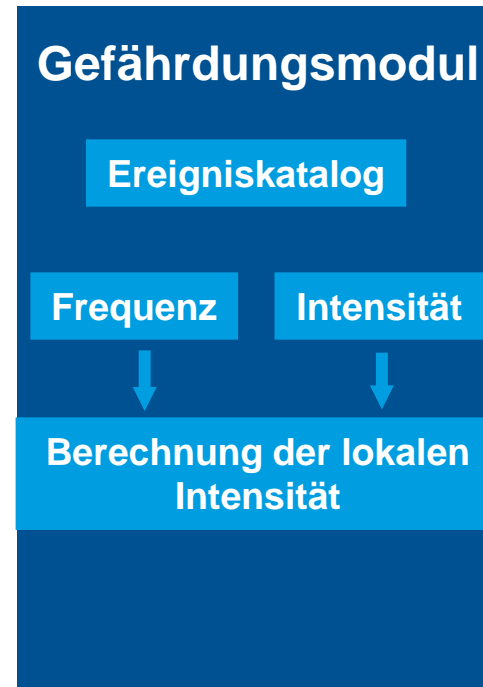 Gefährdungsmodul
Ereigniskatalog
Frequenz
Intensität
Berechnung der lokalen
Intensität